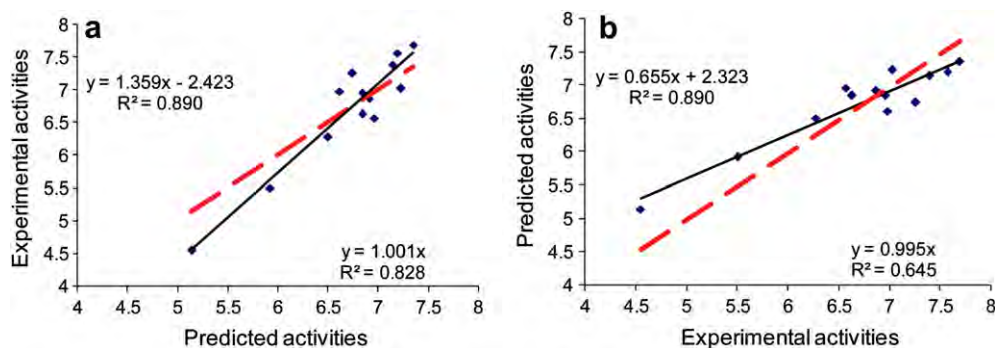 a
8
7.5
7
6.5
6
5.5
5
4.5
4
Experimental activities
y = 1.359x - 2.423
R² = 0.890
y = 1.001x
R² = 0.828
4 4.5 5 5.5 6 6.5 7 7.5 8
Predicted activities
b
8
7.5
7
6.5
6
5.5
5
4.5
4
Predicted activities
y = 0.655x + 2.323
R² = 0.890
y = 0.995x
R² = 0.645
4 4.5 5 5.5 6 6.5 7 7.5 8
Experimental activities